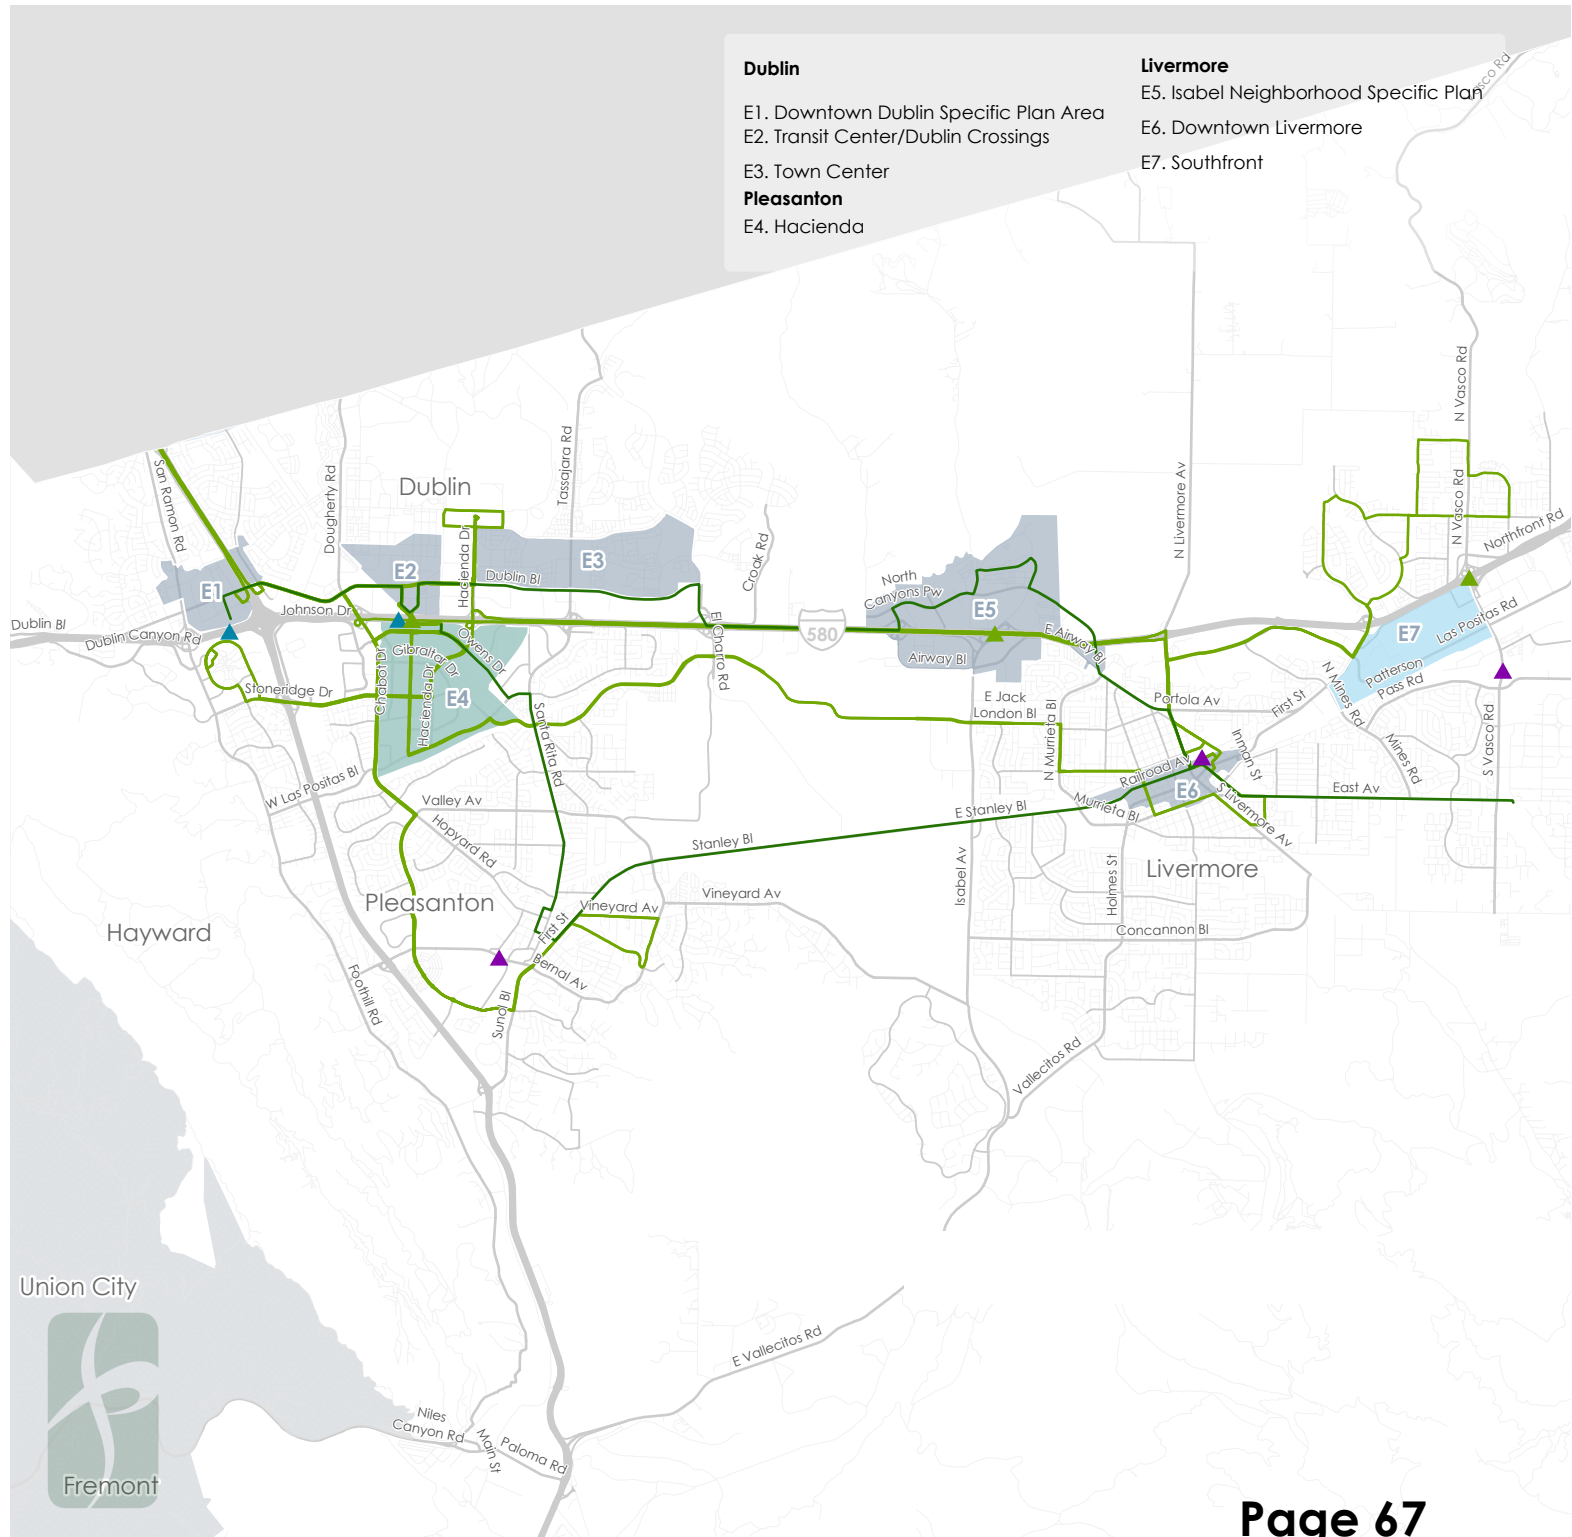 Dublin
E1. Downtown Dublin Specific Plan Area
E2. Transit Center/Dublin Crossings
E3. Town Center
Pleasanton
E4. Hacienda
Livermore
E5. Isabel Neighborhood Specific Plan
E6. Downtown Livermore
E7. Southfront
sco Rd
N Vasco Rd
N Vasco Rd
Northfront Rd
N Livermore Av
San Ramon Rd
Dougherty Rd
Dublin
Tassajara Rd
Hacienda Dr
Croak Rd
E1
E2
E3
Dublin Bl
North
Canyons Pw
E5
Johnson Dr
Dublin Bl
Dublin Canyon Rd
580
El Charro Rd
E Airway Bl
Airway Bl
E7
Las Positas Rd
Patterson
Pass Rd
Owens Dr
Gibraltar Dr
Chabot Dr
Hacienda Dr
E4
Stoneridge Dr
Santa Rita Rd
E Jack
London Bl
N Murrieta Bl
Portola Av
First St
N Mines Rd
Mines Rd
S Vasco Rd
Inman St
Railroad Av
W Las Positas Bl
Valley Av
Hopyard Rd
E Stanley Bl
Murrieta Bl
E6
S Livermore Av
East Av
Stanley Bl
Isabel Av
Holmes St
Livermore
Pleasanton
Vineyard Av
Vineyard Av
First St
Hayward
Concannon Bl
Bernal Av
Foothill Rd
Sunol Bl
Vallecitos Rd
Union City
E Vallecitos Rd
Niles
Canyon Rd
Main St
Paloma Rd
Fremont
Page 67